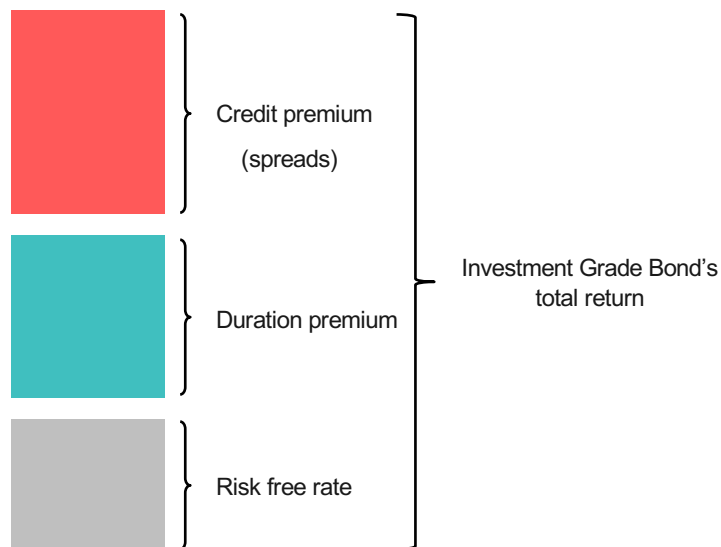 Credit premium
(spreads)
Duration premium
Risk free rate
Investment Grade Bond’s
total return